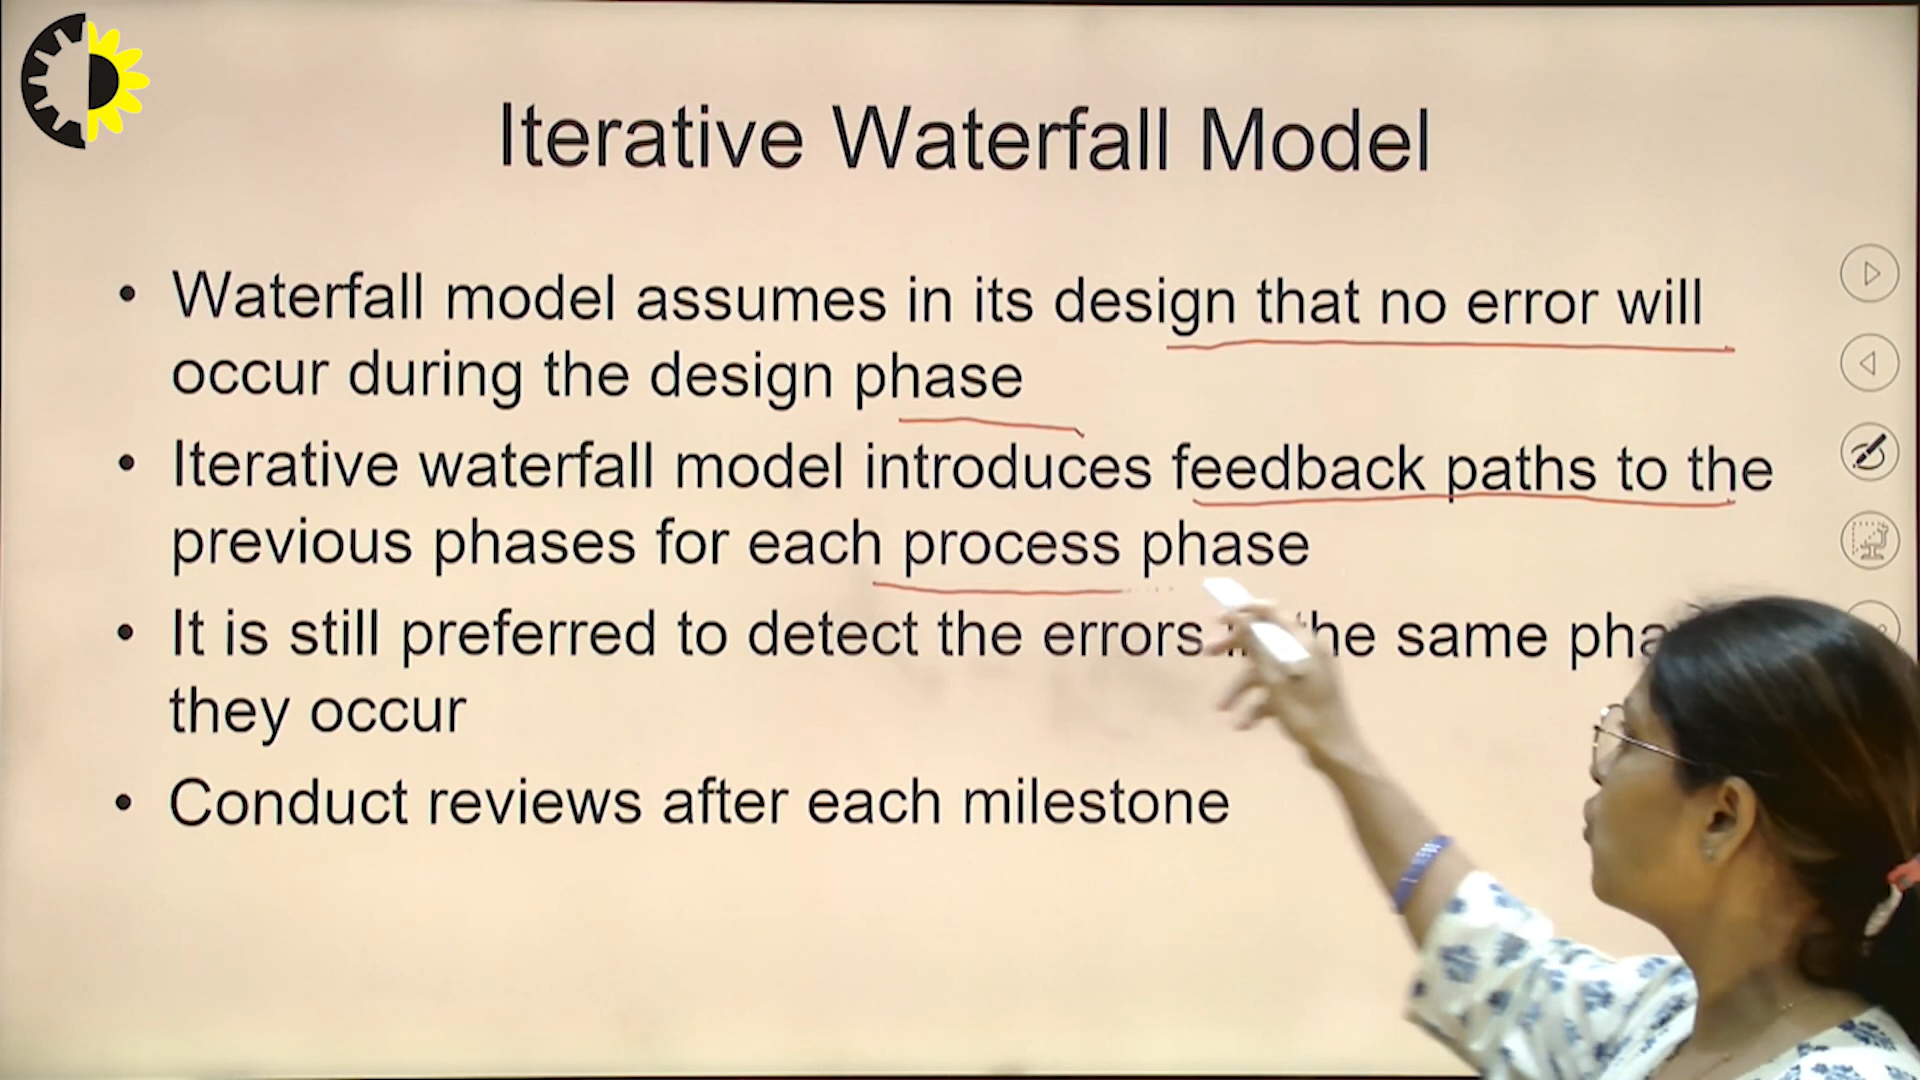 Iterative Waterfall Model
• Waterfall model assumes in its design that no error will
occur during the design phase
• Iterative waterfall model introduces feedback paths to the
previous phases for each process phase
• It is still preferred to detect the errors the same
they occur
• Conduct reviews after each milestone